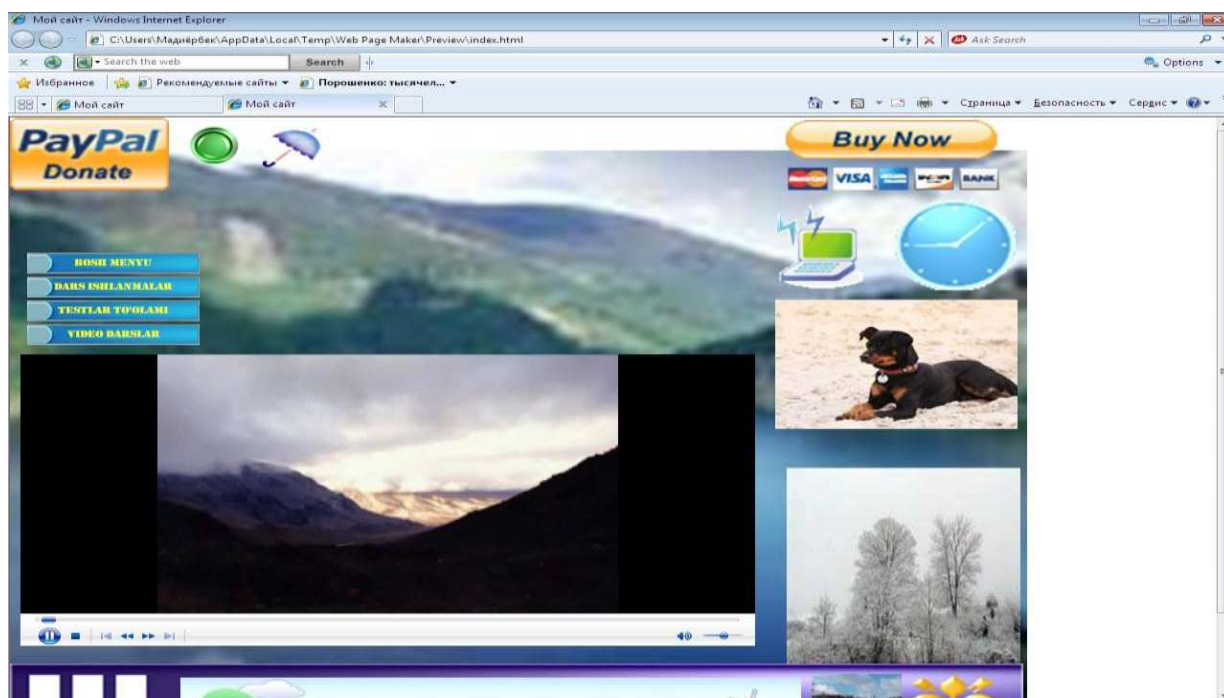 Мой сайт - Windows Internet Explorer
C:\Users\Мадиёрбек\AppData\Local\Temp\Web Page Maker\Preview\index.html
Ask Search
Search the web
Search
Options
Избранное
Рекомендуемые сайты
Порошенко: тысячел...
Мой сайт
Мой сайт
Страница
Безопасность
Сервис
PayPal
Donate
Buy Now
MasterCard
VISA
BANK
BOSH MENYU
DARS ISHLANMALAR
TESTLAR TO'OLAMI
VIDEO DARSLAR